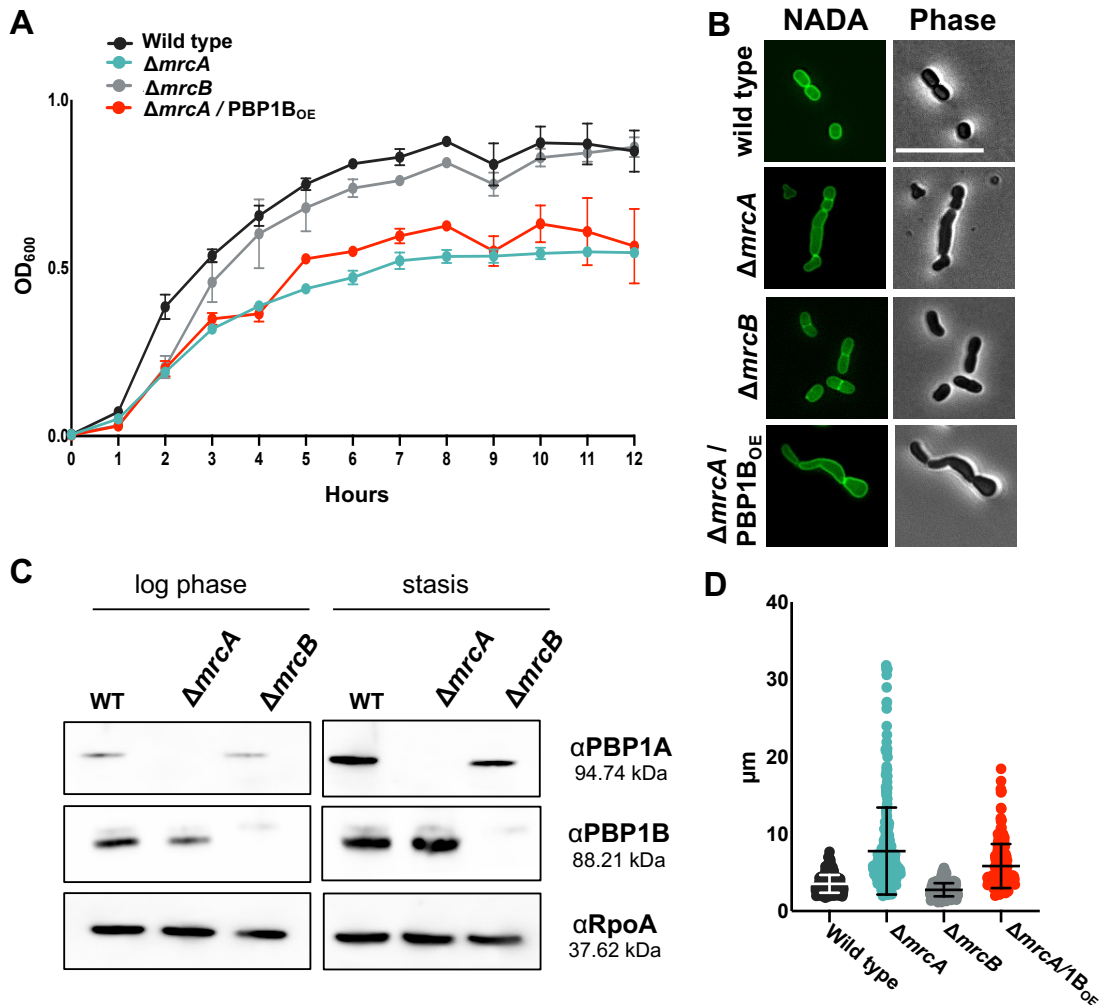 A
Wild type
ΔmrcA
ΔmrcB
ΔmrcA / PBP1B_OE
1.0
0.5
0.0
OD600
0 1 2 3 4 5 6 7 8 9 10 11 12
Hours
B
NADA Phase
wild type
ΔmrcA
ΔmrcB
ΔmrcA /
PBP1B_OE
C
log phase stasis
WT ΔmrcA ΔmrcB WT ΔmrcA ΔmrcB
αPBP1A
94.74 kDa
αPBP1B
88.21 kDa
αRpoA
37.62 kDa
D
40
30
20
10
0
µm
Wild type ΔmrcA ΔmrcB ΔmrcA/1B_OE